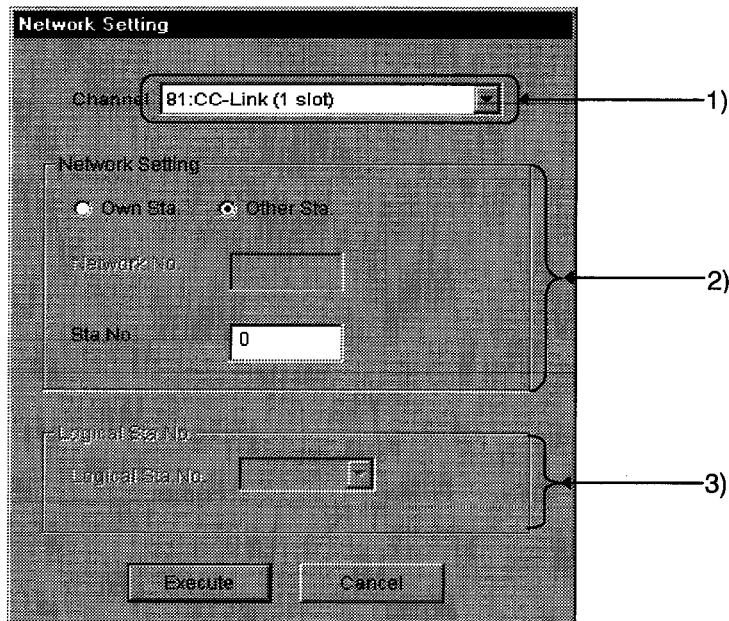 Network Setting
Channel 81:CC-Link (1 slot) 1)
Network Setting
Own Sta. Other Sta.
Network No. 2)
Sta No. 0
Logical Sta No.
Logical Sta No. 3)
Execute Cancel